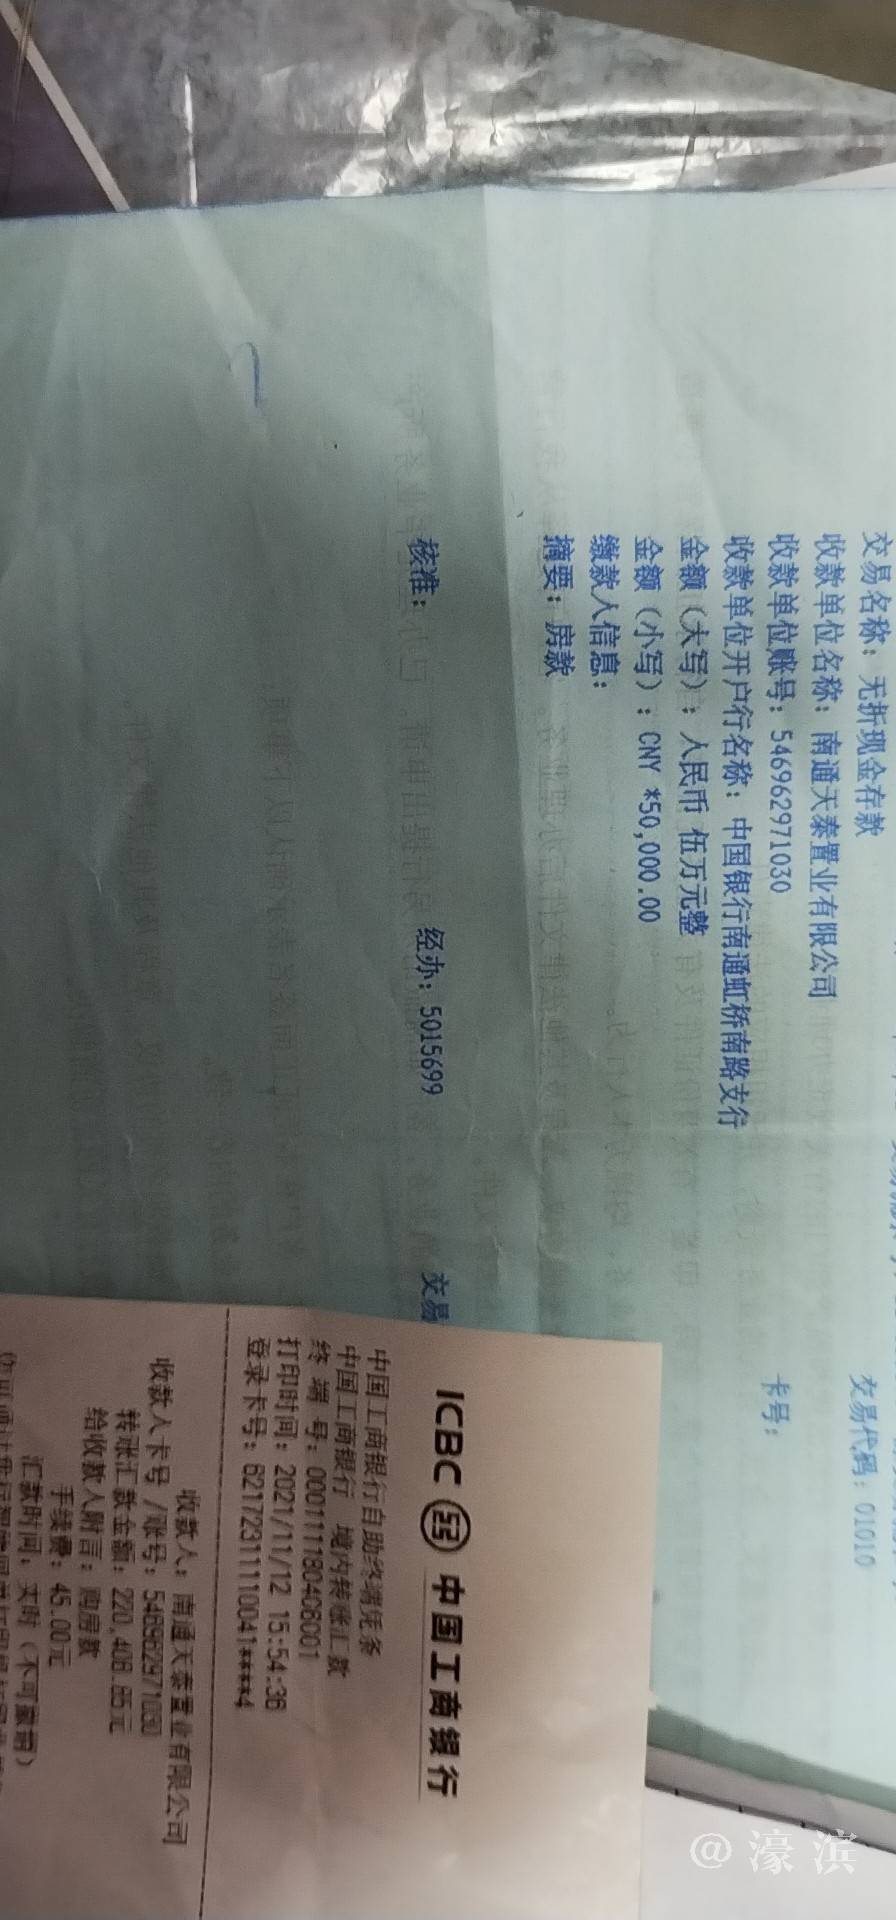 交易代码：01010
交易名称：无折现金存款
收款单位名称：南通天泰置业有限公司
收款单位账号：546962971030
卡号：
收款单位开户行名称：中国银行南通虹桥南路支行
金额（大写）：人民币 伍万元整
金额（小写）：CNY *50,000.00
缴款人信息：
摘要：房款
核准：
经办：5015699
交易
ICBC 中国工商银行
中国工商银行自助终端凭条
中国工商银行 境内转账汇款
终端号：000111180408001
打印时间：2021/11/12 15:54:36
登录卡号：621723111110041****4
收款人：南通天泰置业有限公司
收款人卡号/账号：546962971030
转账汇款金额：220,406.65元
给收款人附言：购房款
手续费：45.00元
汇款时间：实时（不可撤销）
@濠滨